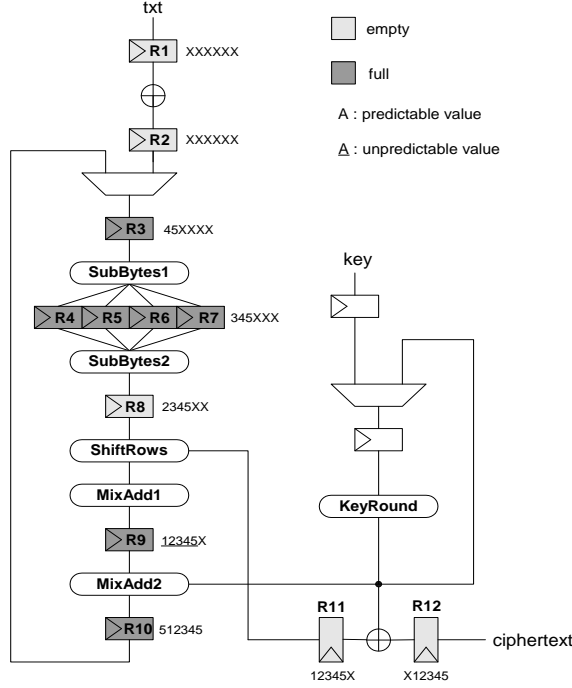 txt
empty
R1 XXXXXX
full
A : predictable value
R2 XXXXXX
A : unpredictable value
R3 45XXXX
key
SubBytes1
R4 R5 R6 R7 345XXX
SubBytes2
R8 2345XX
ShiftRows
MixAdd1
KeyRound
R9 12345X
MixAdd2
R11 R12
R10 512345
ciphertext
12345X X12345